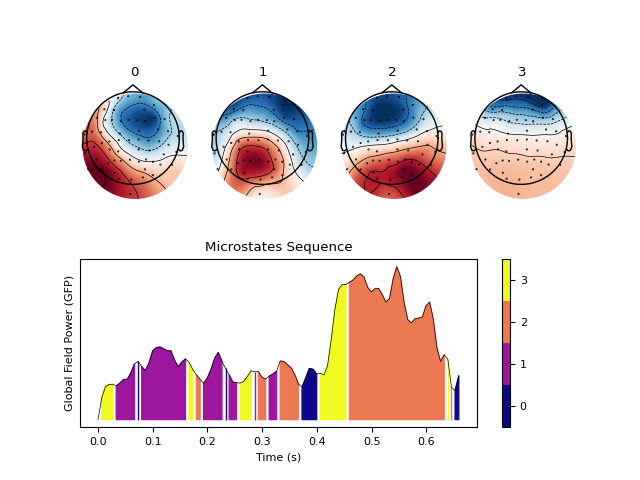 0 1 2 3
Microstates Sequence
Global Field Power (GFP)
3
2
1
0
0.0 0.1 0.2 0.3 0.4 0.5 0.6
Time (s)